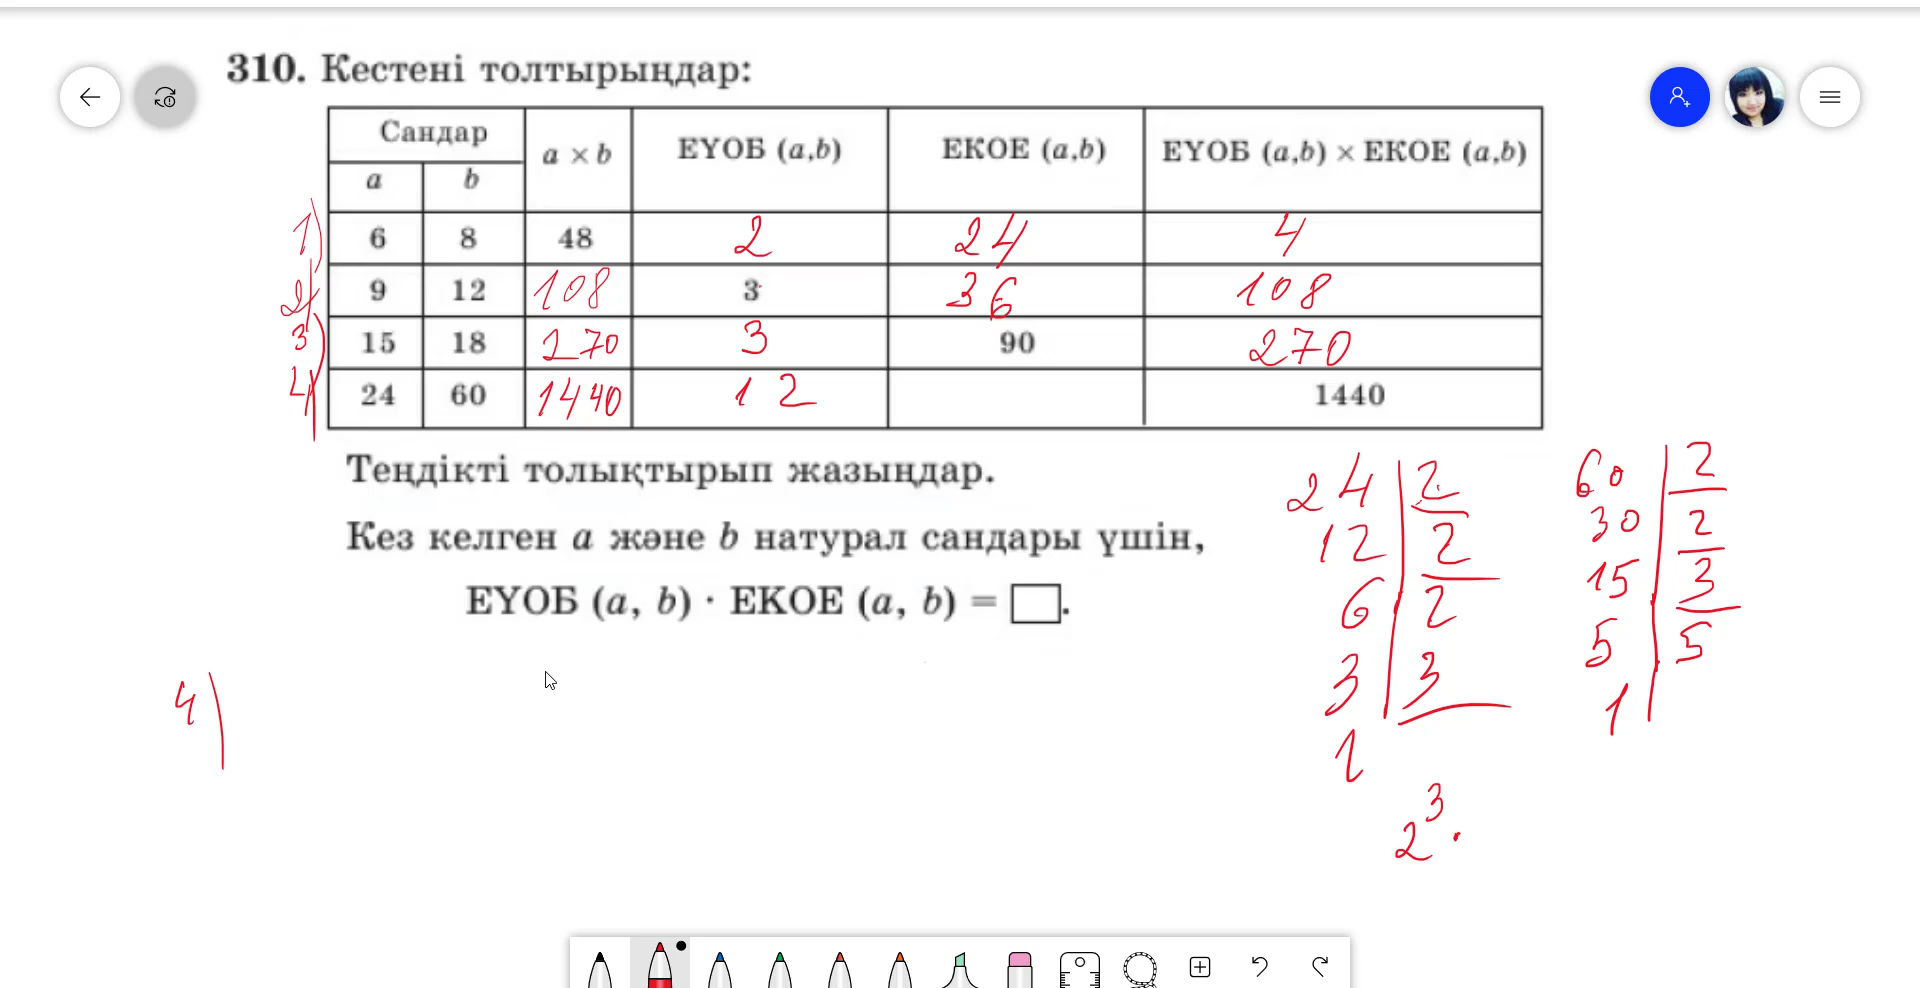 310. Кестені толтырыңдар:
Сандар a × b ЕҮОБ (a,b) ЕКОЕ (a,b) ЕҮОБ (a,b) × ЕКОЕ (a,b)
a b
1) 6 8 48 2 24 4
2) 9 12 108 3 36 108
3) 15 18 270 3 90 270
4) 24 60 1440 12 1440
Теңдікті толықтырып жазыңдар.
Кез келген a және b натурал сандары үшін,
ЕҮОБ (a, b) · ЕКОЕ (a, b) = □.
24 | 2
12 | 2
6 | 2
3 | 3
1
60 | 2
30 | 2
15 | 3
5 | 5
1
4)
2³ ·